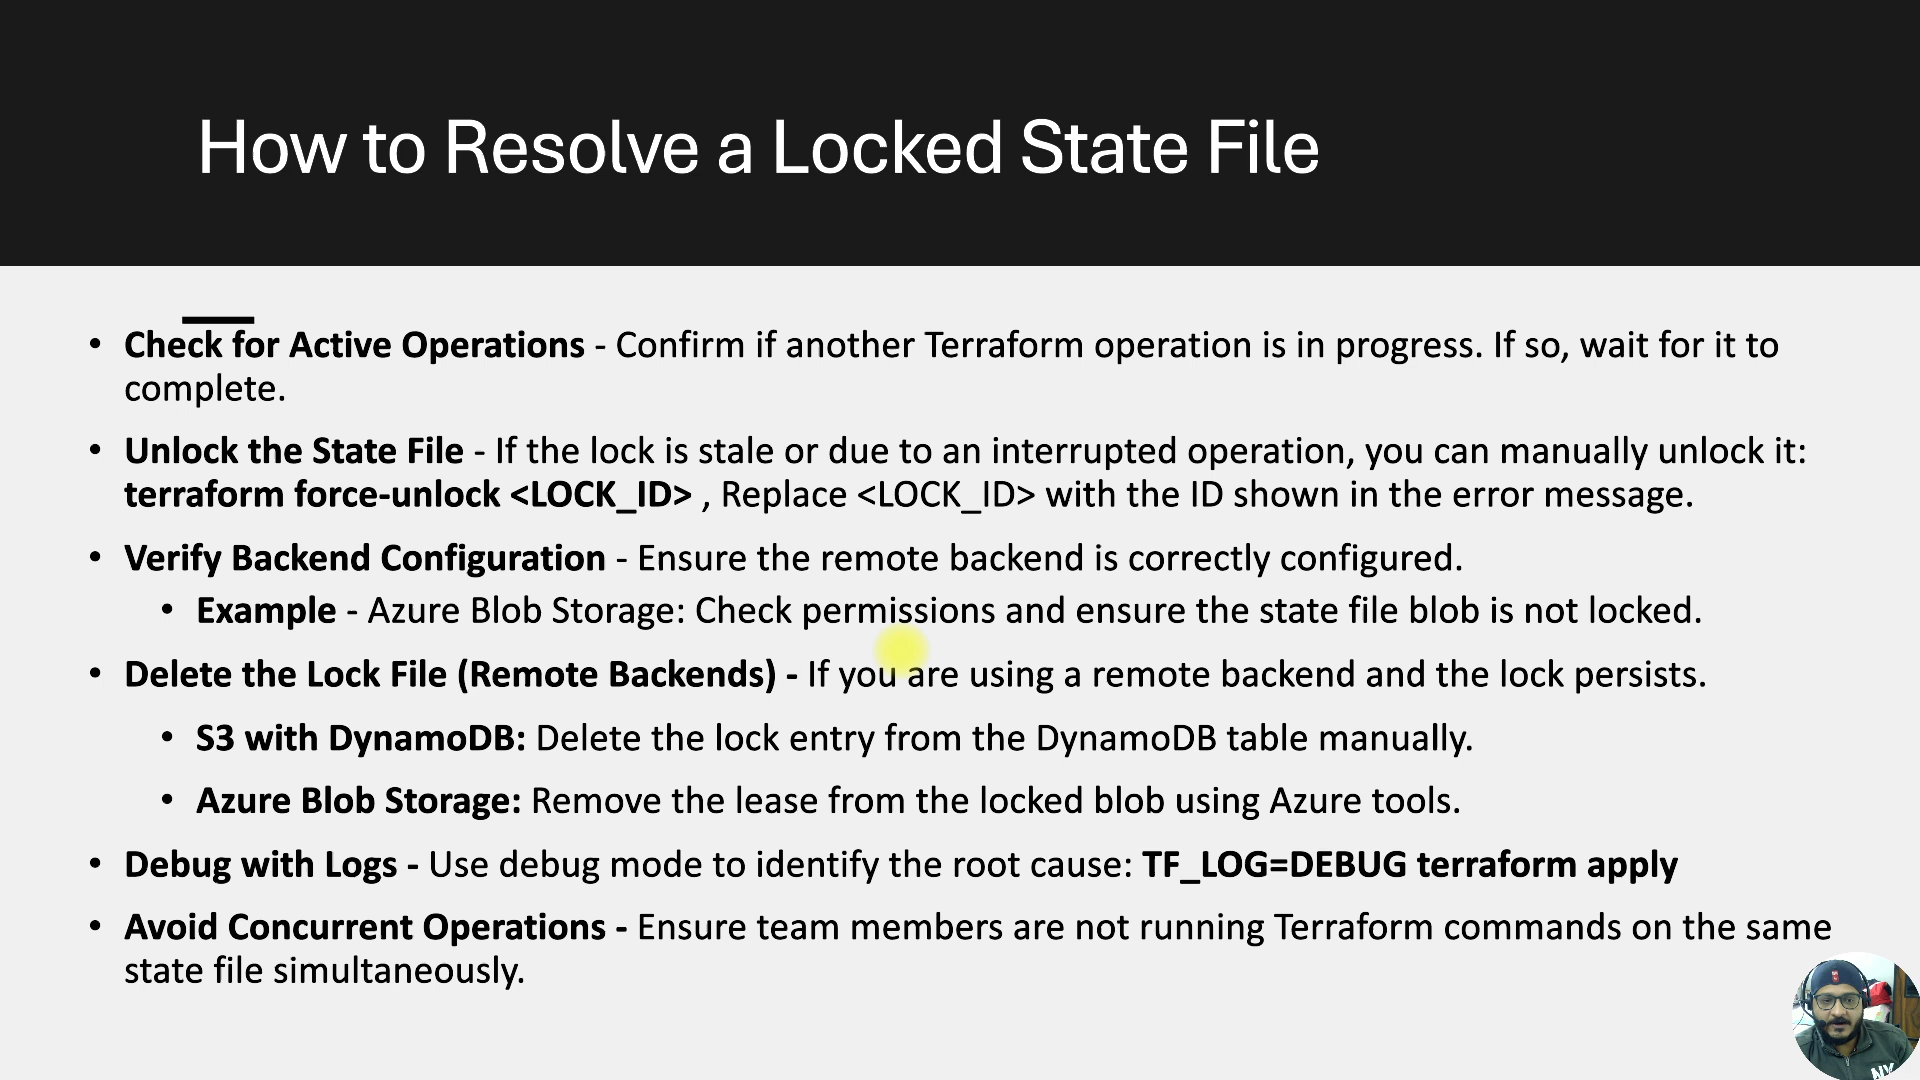 How to Resolve a Locked State File
• Check for Active Operations - Confirm if another Terraform operation is in progress. If so, wait for it to
complete.
• Unlock the State File - If the lock is stale or due to an interrupted operation, you can manually unlock it:
terraform force-unlock <LOCK_ID> , Replace <LOCK_ID> with the ID shown in the error message.
• Verify Backend Configuration - Ensure the remote backend is correctly configured.
• Example - Azure Blob Storage: Check permissions and ensure the state file blob is not locked.
• Delete the Lock File (Remote Backends) - If you are using a remote backend and the lock persists.
• S3 with DynamoDB: Delete the lock entry from the DynamoDB table manually.
• Azure Blob Storage: Remove the lease from the locked blob using Azure tools.
• Debug with Logs - Use debug mode to identify the root cause: TF_LOG=DEBUG terraform apply
• Avoid Concurrent Operations - Ensure team members are not running Terraform commands on the same
state file simultaneously.